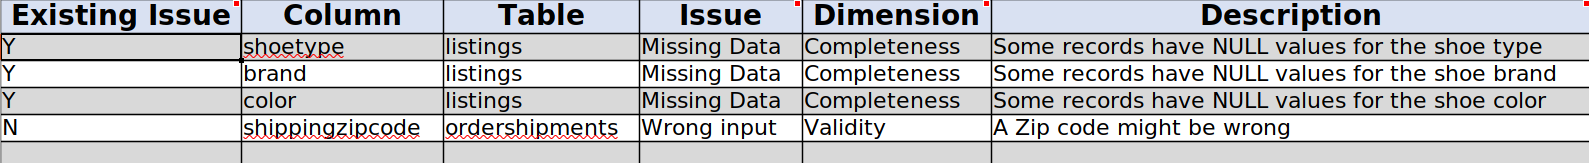 Existing Issue Column Table Issue Dimension Description
Y shoetype listings Missing Data Completeness Some records have NULL values for the shoe type
Y brand listings Missing Data Completeness Some records have NULL values for the shoe brand
Y color listings Missing Data Completeness Some records have NULL values for the shoe color
N shippingzipcode ordershipments Wrong input Validity A Zip code might be wrong